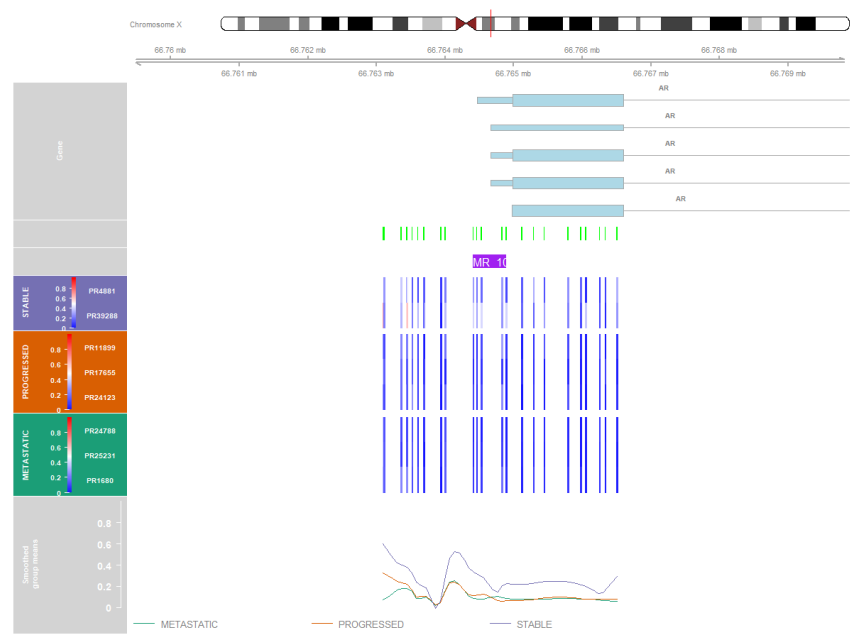 Chromosome X
66.76 mb 66.762 mb 66.764 mb 66.766 mb 66.768 mb
66.761 mb 66.763 mb 66.765 mb 66.767 mb 66.769 mb
AR
AR
AR
AR
AR
Gene
MR_10
STABLE
0.8
0.6
0.4
0.2
0
PR4881
PR39288
PROGRESSED
0.8
0.6
0.4
0.2
0
PR11899
PR17655
PR24123
METASTATIC
0.8
0.6
0.4
0.2
0
PR24788
PR25231
PR1680
Smoothed
group means
0.8
0.6
0.4
0.2
0
METASTATIC PROGRESSED STABLE